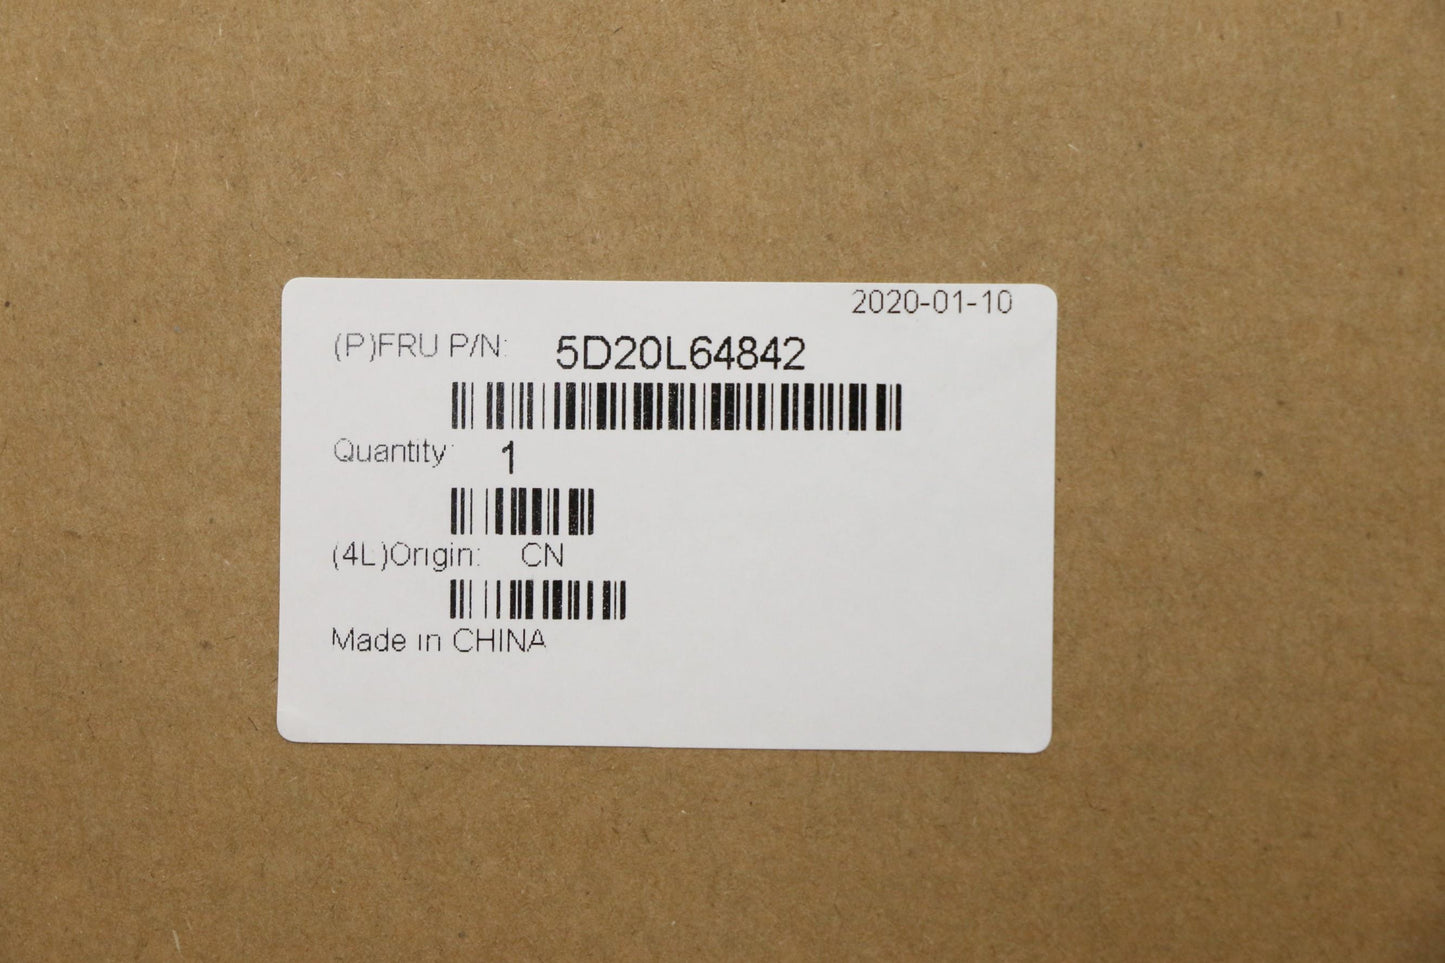 2020-01-10
(P)FRU P/N: 5D20L64842
Quantity: 1
(4L)Origin: CN
Made in CHINA